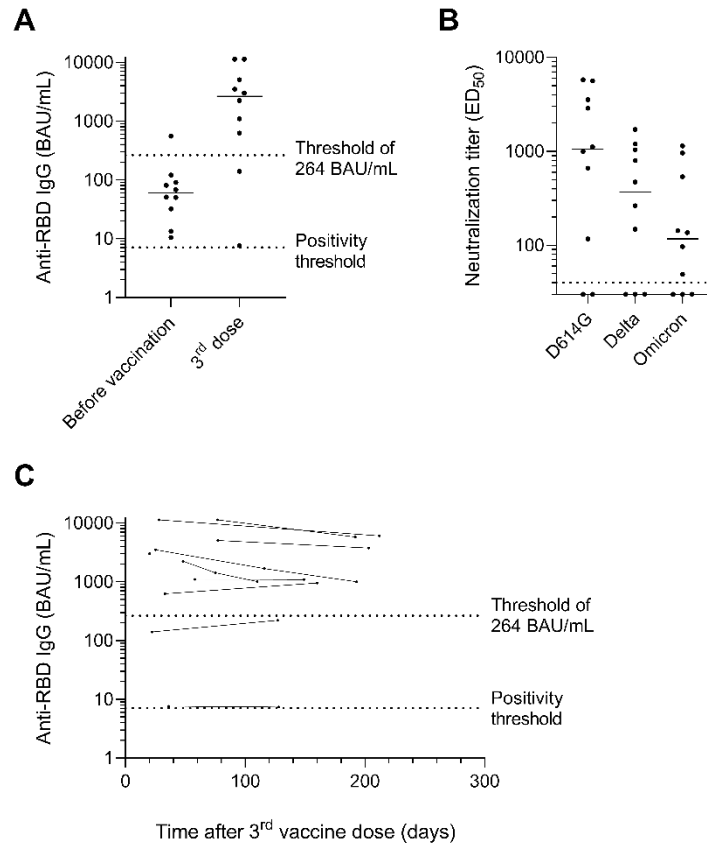 A
Anti-RBD IgG (BAU/mL)
10000
1000
100
10
1
Threshold of
264 BAU/mL
Positivity
threshold
Before vaccination
3rd dose
B
Neutralization titer (ED50)
10000
1000
100
D614G
Delta
Omicron
C
Anti-RBD IgG (BAU/mL)
10000
1000
100
10
1
Threshold of
264 BAU/mL
Positivity
threshold
0
100
200
300
Time after 3rd vaccine dose (days)